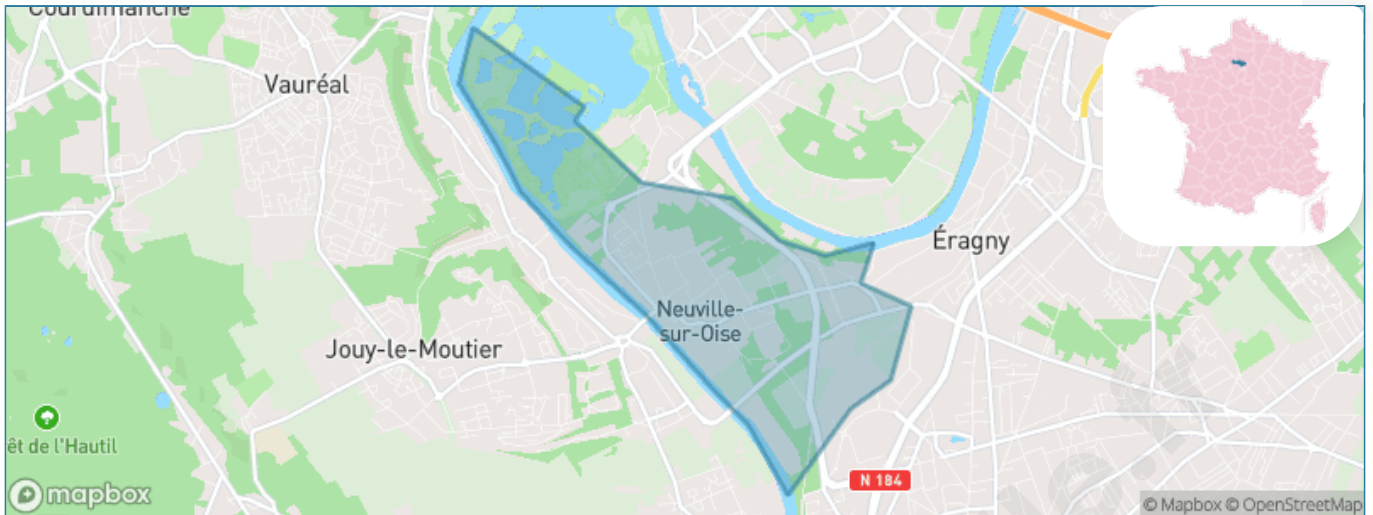 Courdimanche
Vauréal
Éragny
Neuville-
sur-Oise
Jouy-le-Moutier
êt de l'Hautil
N 184
mapbox
© Mapbox © OpenStreetMap